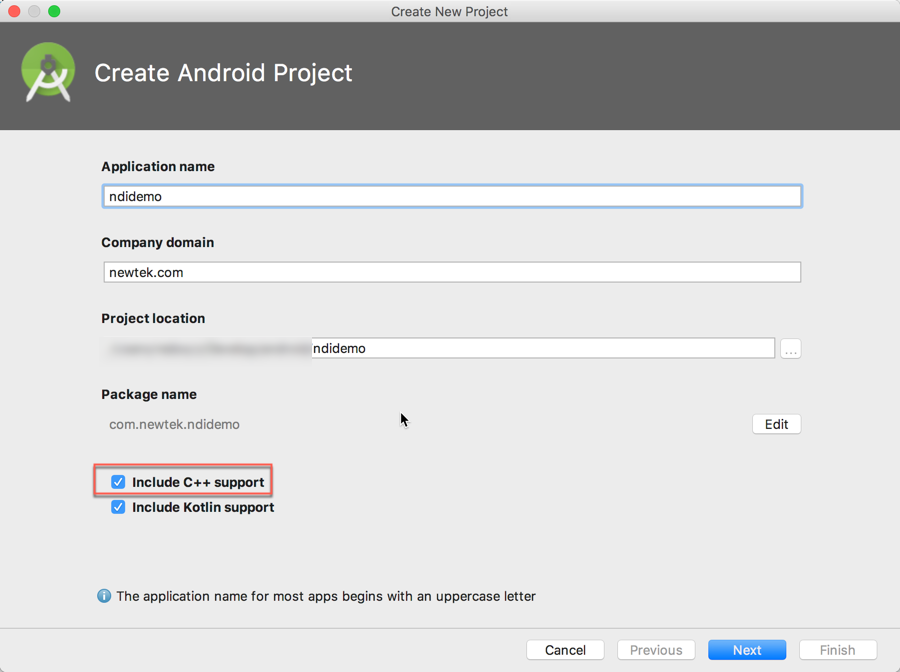 Create New Project
Create Android Project
Application name
ndidemo
Company domain
newtek.com
Project location
ndidemo
...
Package name
com.newtek.ndidemo
Edit
Include C++ support
Include Kotlin support
The application name for most apps begins with an uppercase letter
Cancel Previous Next Finish